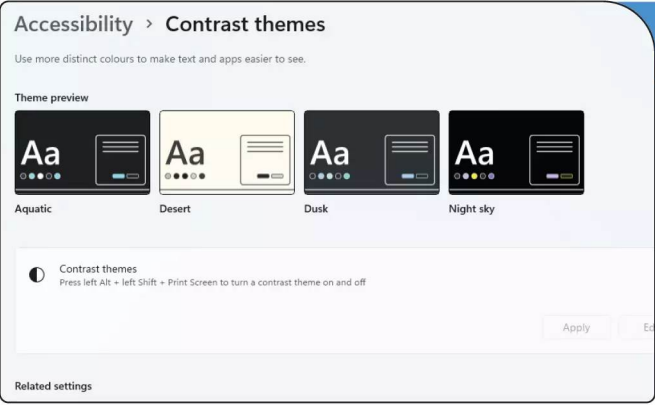 Accessibility > Contrast themes
Use more distinct colours to make text and apps easier to see.
Theme preview
Aa Aa Aa Aa
Aquatic Desert Dusk Night sky
Contrast themes
Press left Alt + left Shift + Print Screen to turn a contrast theme on and off
Apply Ed
Related settings